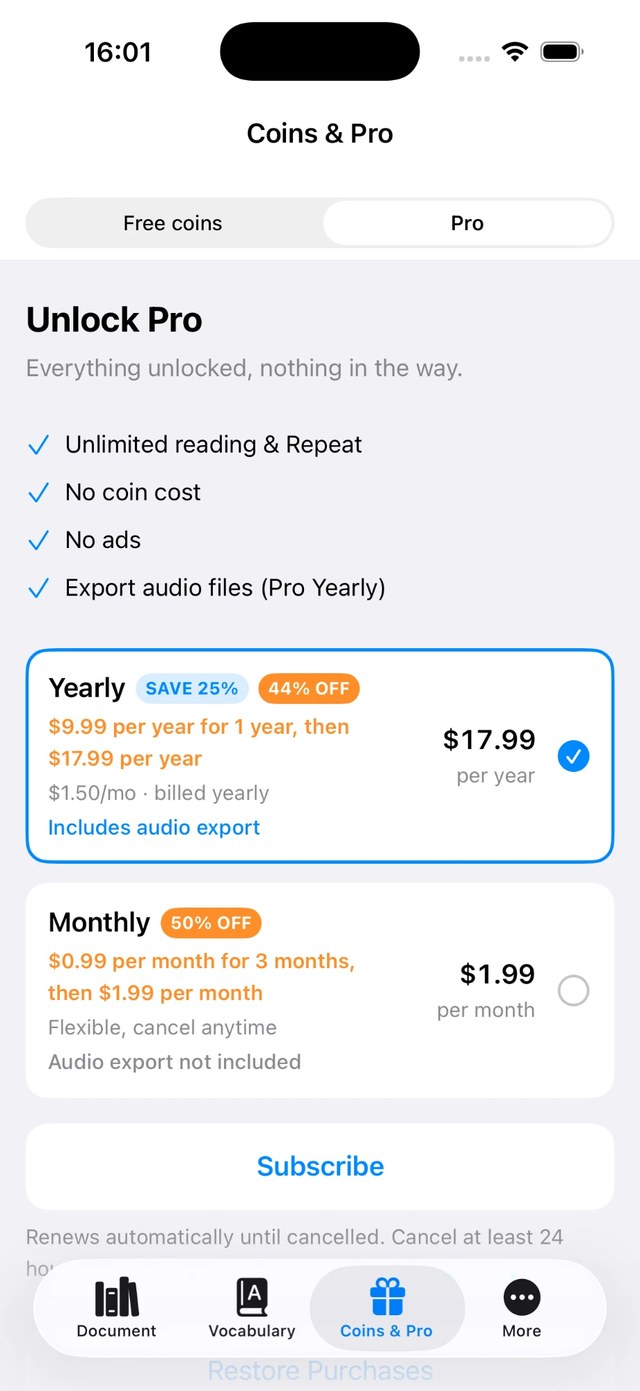 16:01
Coins & Pro
Free coins
Pro
Unlock Pro
Everything unlocked, nothing in the way.
Unlimited reading & Repeat
No coin cost
No ads
Export audio files (Pro Yearly)
Yearly SAVE 25% 44% OFF
$9.99 per year for 1 year, then
$17.99 per year
$1.50/mo · billed yearly
Includes audio export
$17.99
per year
Monthly 50% OFF
$0.99 per month for 3 months,
then $1.99 per month
Flexible, cancel anytime
Audio export not included
$1.99
per month
Subscribe
Renews automatically until cancelled. Cancel at least 24
Document
Vocabulary
Coins & Pro
More
Restore Purchases